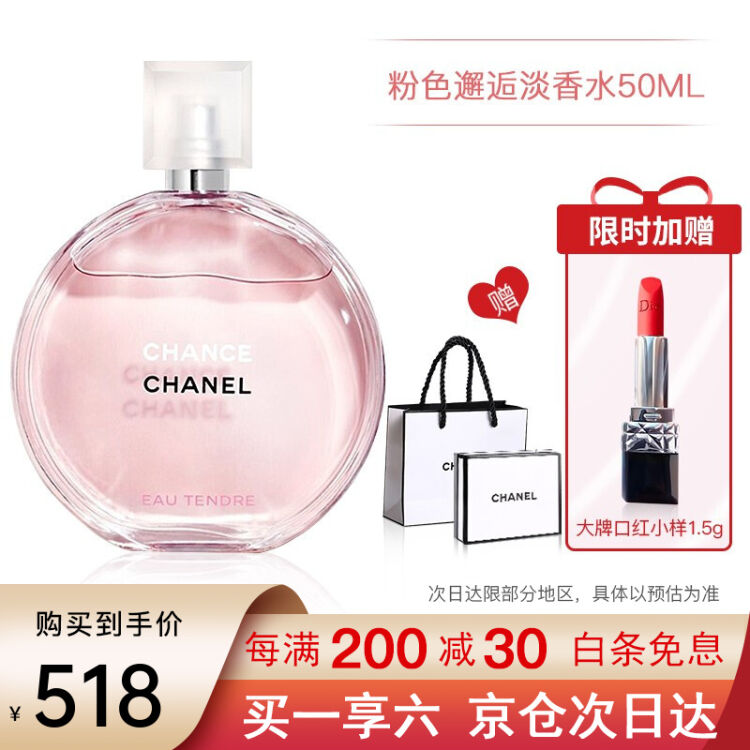 粉色邂逅淡香水50ML
限时加赠
赠
Dior
CHANCE
CHANEL
EAU TENDRE
CH
CHANEL
大牌口红小样1.5g
次日达限部分地区，具体以预估为准
购买到手价
¥518
每满200减30 白条免息
买一享六 京仓次日达